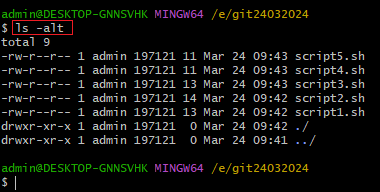 admin@DESKTOP-GNNSVHK MINGW64 /e/git24032024
$ ls -alt
total 9
-rw-r--r-- 1 admin 197121 11 Mar 24 09:43 script5.sh
-rw-r--r-- 1 admin 197121 11 Mar 24 09:43 script4.sh
-rw-r--r-- 1 admin 197121 13 Mar 24 09:43 script3.sh
-rw-r--r-- 1 admin 197121 14 Mar 24 09:42 script2.sh
-rw-r--r-- 1 admin 197121 13 Mar 24 09:42 script1.sh
drwxr-xr-x 1 admin 197121  0 Mar 24 09:42 ./
drwxr-xr-x 1 admin 197121  0 Mar 24 09:41 ../
admin@DESKTOP-GNNSVHK MINGW64 /e/git24032024
$